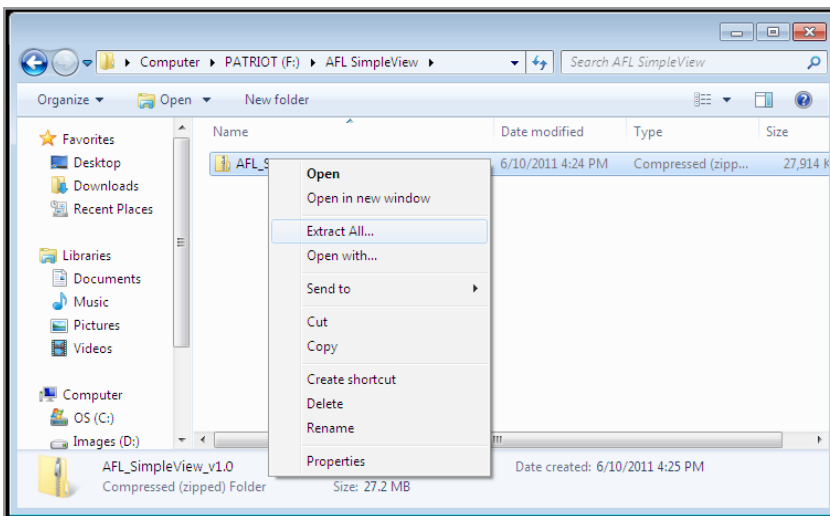 Computer ▸ PATRIOT (F:) ▸ AFL SimpleView ▸ Search AFL SimpleView
Organize ▾ Open ▾ New folder
Name Date modified Type Size
AFL_S 6/10/2011 4:24 PM Compressed (zipp... 27,914 K
Favorites
Desktop
Downloads
Recent Places
Libraries
Documents
Music
Pictures
Videos
Computer
OS (C:)
Images (D:)
Open
Open in new window
Extract All...
Open with...
Send to
Cut
Copy
Create shortcut
Delete
Rename
Properties
AFL_SimpleView_v1.0 Date created: 6/10/2011 4:25 PM
Compressed (zipped) Folder Size: 27.2 MB